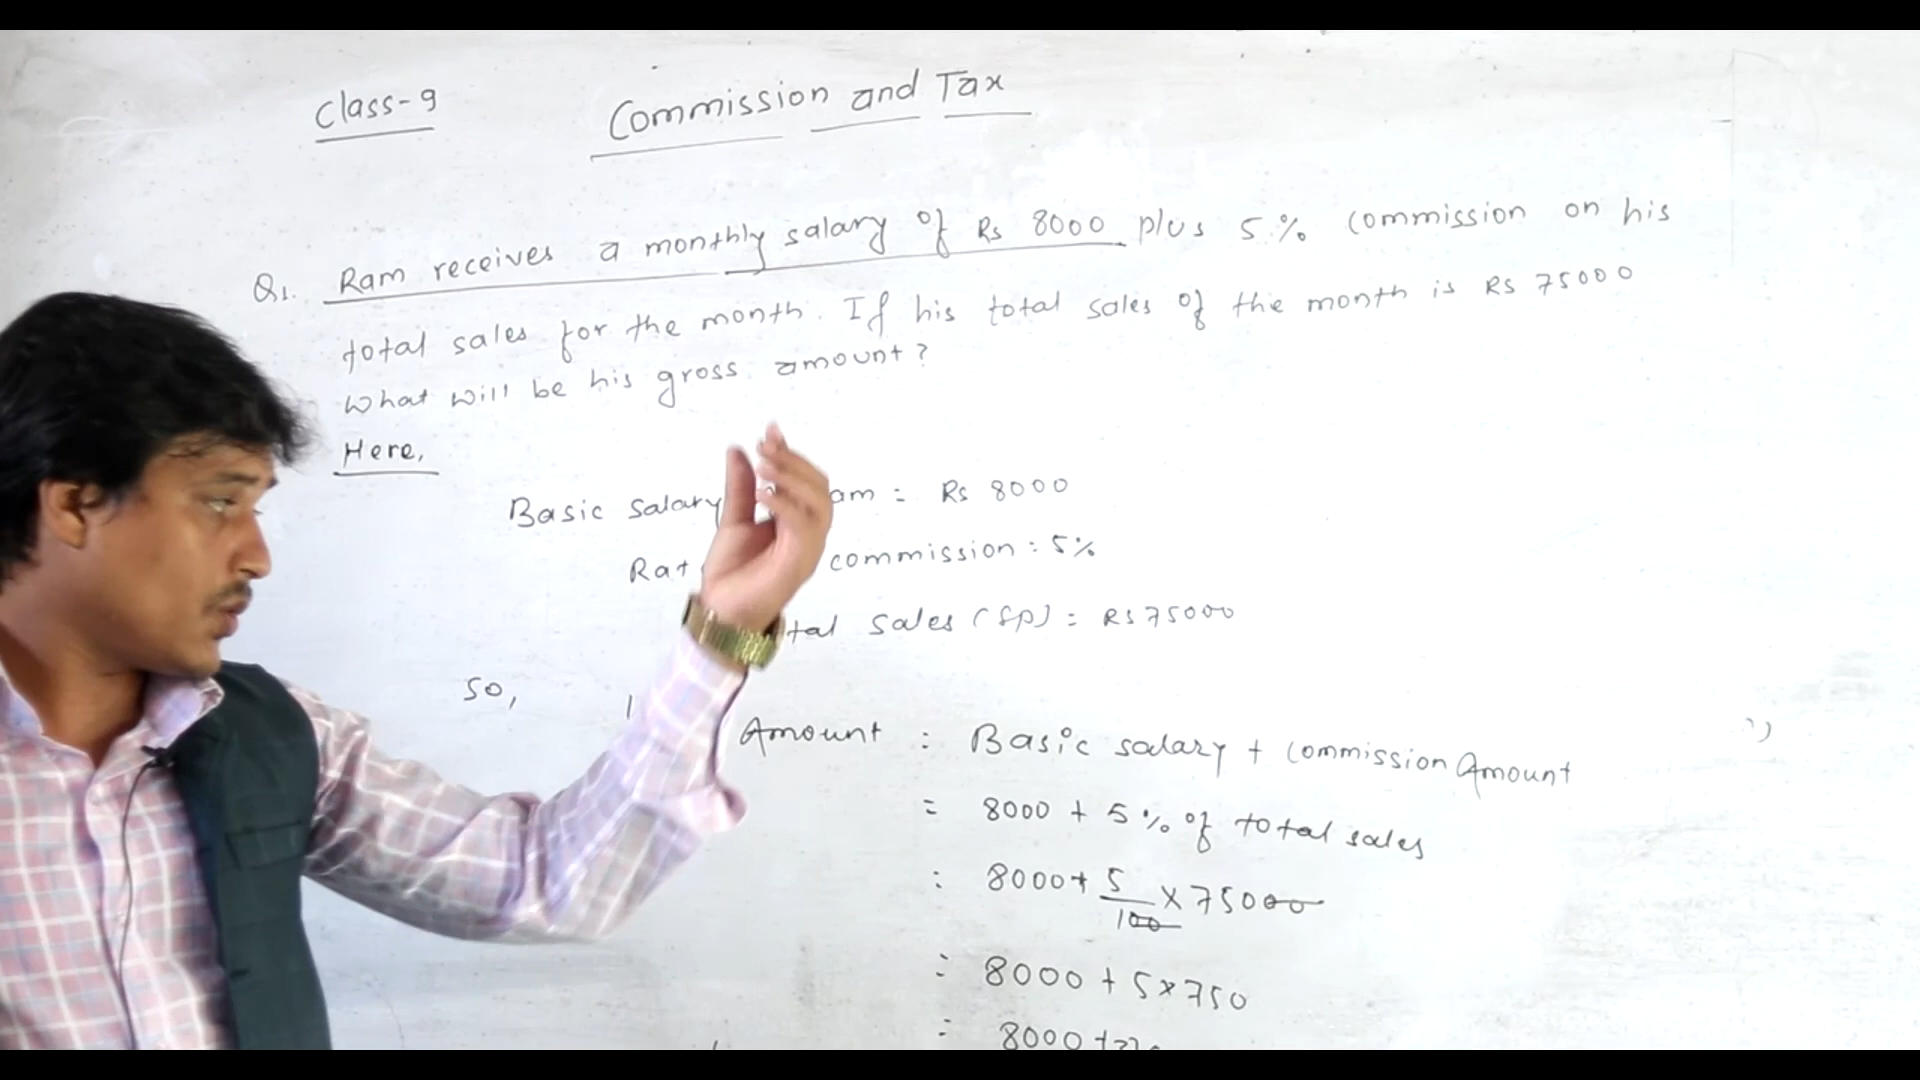 Class-9
Commission and Tax
Q1. Ram receives a monthly salary of Rs 8000 plus 5% commission on his
total sales for the month. If his total sales of the month is Rs 75000
What will be his gross amount?
Here,
Basic salary am = Rs 8000
Rat commission = 5%
tal sales (SP) = Rs 75000
So,
Amount = Basic salary + Commission Amount
= 8000 + 5% of total sales
= 8000 + 5/100 × 75000
= 8000 + 5 × 750
= 8000 +